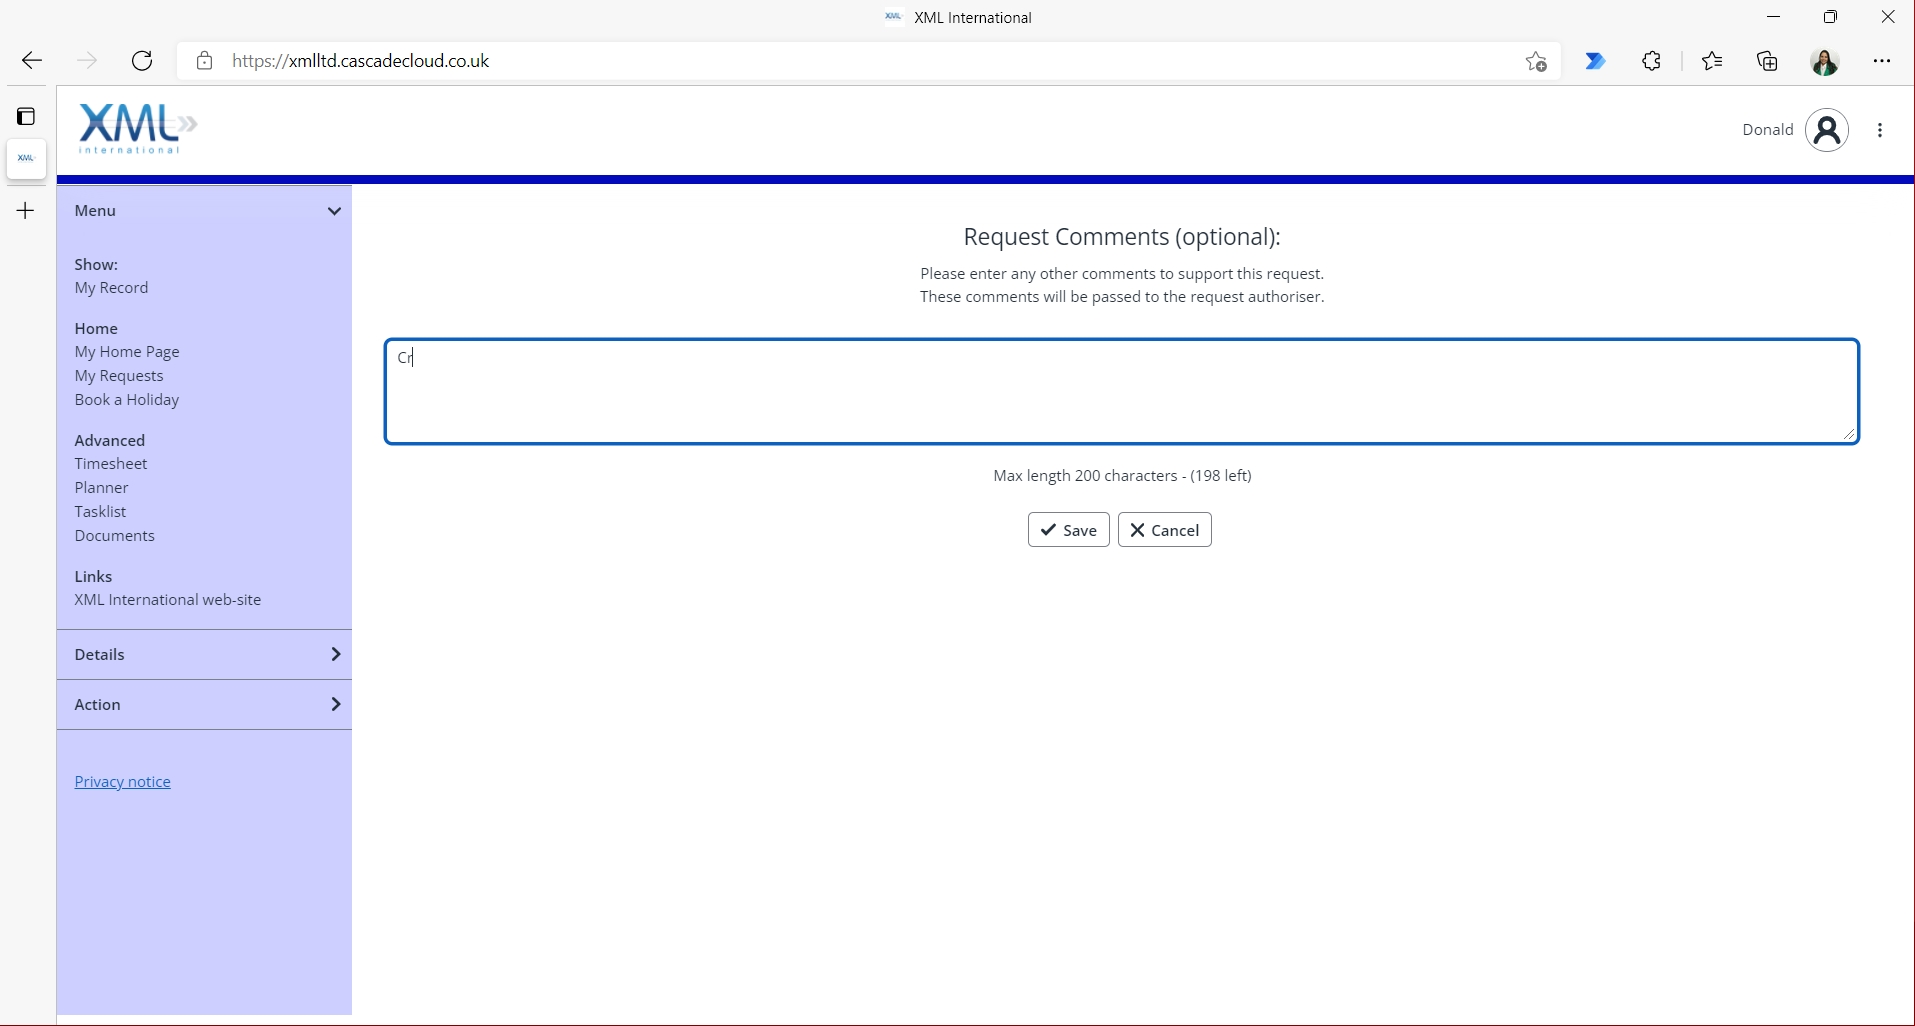 XML International
https://xmlltd.cascadecloud.co.uk
XML
international
Donald
XML
Menu
Show:
My Record
Home
My Home Page
My Requests
Book a Holiday
Advanced
Timesheet
Planner
Tasklist
Documents
Links
XML International web-site
Details
Action
Privacy notice
Request Comments (optional):
Please enter any other comments to support this request.
These comments will be passed to the request authoriser.
Cr
Max length 200 characters - (198 left)
Save
Cancel